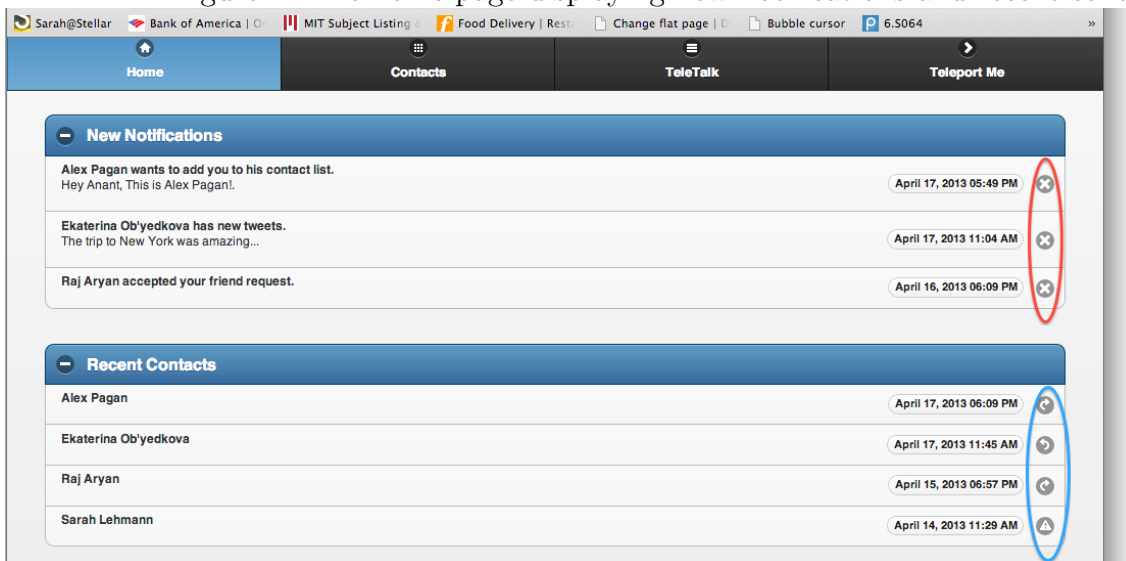 Sarah@Stellar Bank of America | O MIT Subject Listing & Food Delivery | Resta Change flat page | D Bubble cursor 6.S064 »
Home Contacts TeleTalk Teleport Me
New Notifications
Alex Pagan wants to add you to his contact list.
Hey Anant, This is Alex Pagan!. April 17, 2013 05:49 PM
Ekaterina Ob'yedkova has new tweets.
The trip to New York was amazing... April 17, 2013 11:04 AM
Raj Aryan accepted your friend request. April 16, 2013 06:09 PM
Recent Contacts
Alex Pagan April 17, 2013 06:09 PM
Ekaterina Ob'yedkova April 17, 2013 11:45 AM
Raj Aryan April 15, 2013 06:57 PM
Sarah Lehmann April 14, 2013 11:29 AM